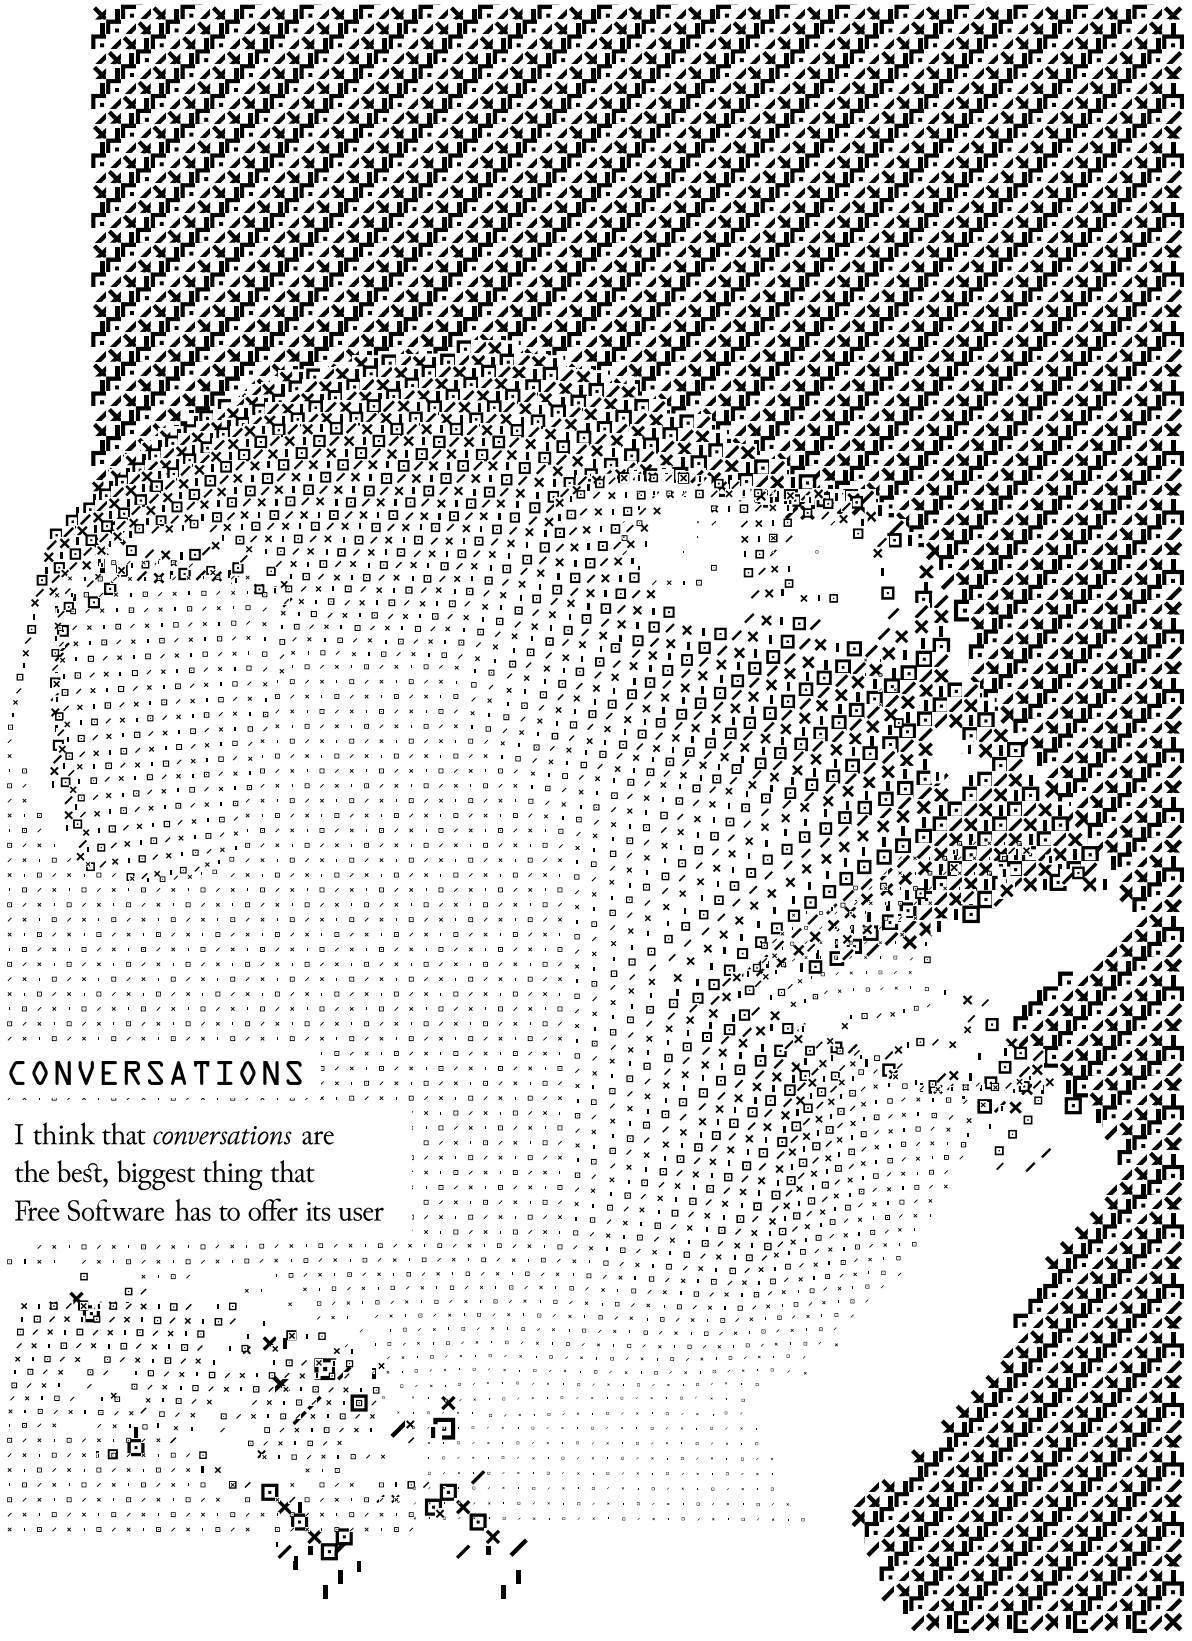 CONVERSATIONS
I think that conversations are
the best, biggest thing that
Free Software has to offer its user